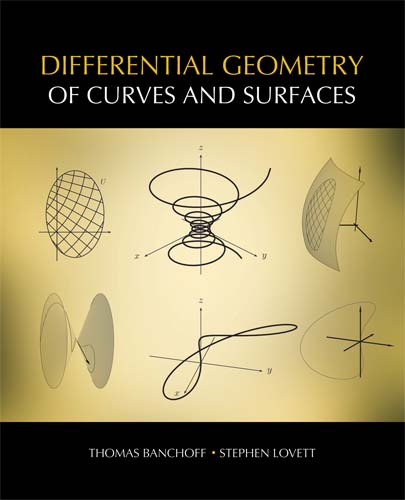 DIFFERENTIAL GEOMETRY
OF CURVES AND SURFACES
U
z
x
y
z
y
x
THOMAS BANCHOFF • STEPHEN LOVETT